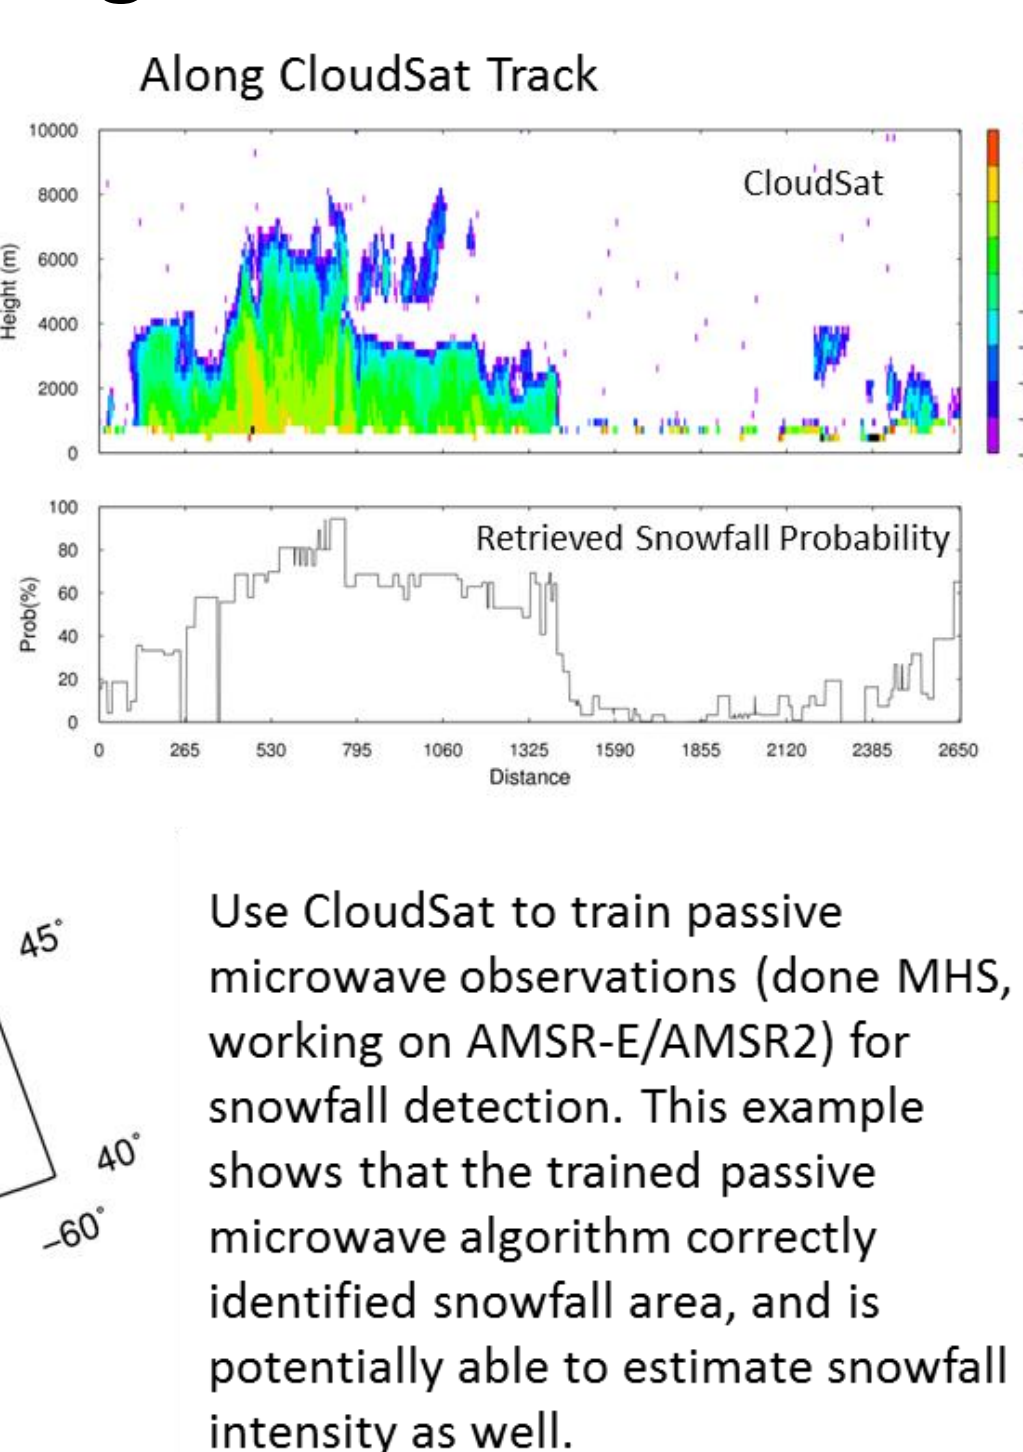 Along CloudSat Track
10000
8000
6000
4000
2000
0
Height (m)
CloudSat
100
80
60
40
20
0
Prob(%)
Retrieved Snowfall Probability
0 265 530 795 1060 1325 1590 1855 2120 2385 2650
Distance
45°
40°
−60°
Use CloudSat to train passive
microwave observations (done MHS,
working on AMSR-E/AMSR2) for
snowfall detection. This example
shows that the trained passive
microwave algorithm correctly
identified snowfall area, and is
potentially able to estimate snowfall
intensity as well.